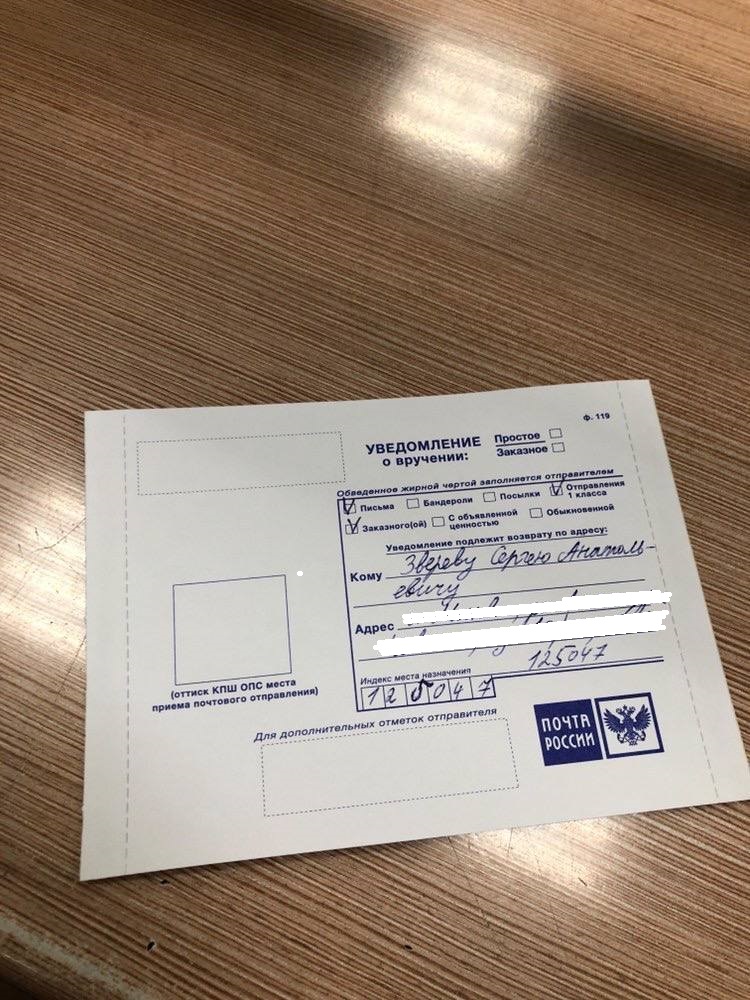 ф. 119
УВЕДОМЛЕНИЕ
о вручении:
Простое
Заказное
Обведенное жирной чертой заполняется отправителем
Письма Бандероли Посылки Отправления 1 класса
Заказного(ой) С объявленной ценностью Обыкновенной
Уведомление подлежит возврату по адресу:
Кому Звереву Сергею Анатоль-
евичу
Адрес
125047
Индекс места назначения
125047
(оттиск КПШ ОПС места
приема почтового отправления)
Для дополнительных отметок отправителя
ПОЧТА
РОССИИ